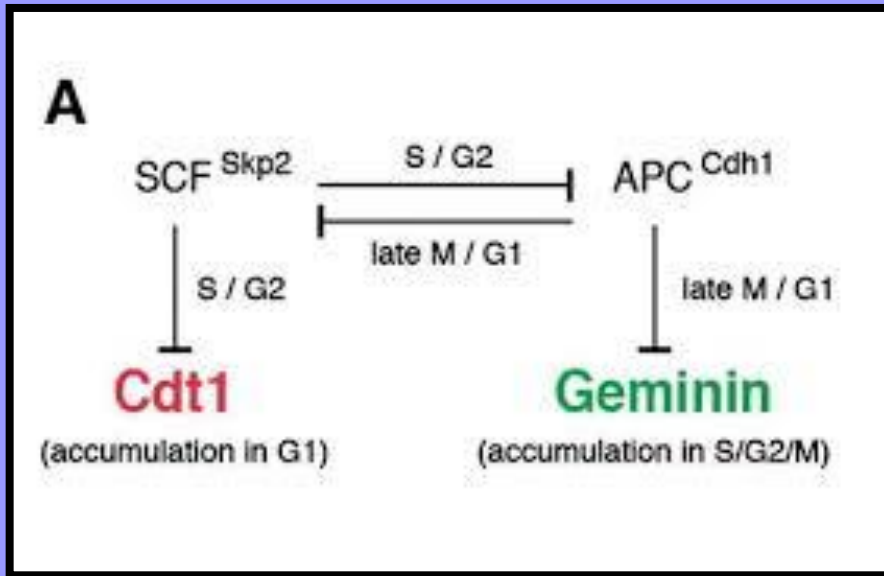 A
SCF Skp2
S / G2
APC Cdh1
late M / G1
S / G2
late M / G1
Cdt1
Geminin
(accumulation in G1)
(accumulation in S/G2/M)